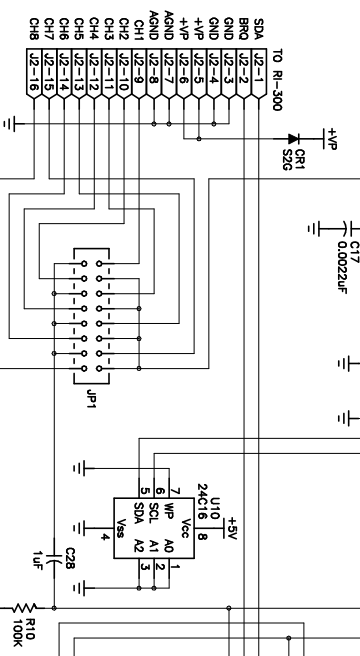 TO RI-300
SDA J2-1
BRQ J2-2
GND J2-3
GND J2-4
+VP J2-5
+VP J2-6
AGND J2-7
AGND J2-8
CH1 J2-9
CH2 J2-10
CH3 J2-11
CH4 J2-12
CH5 J2-13
CH6 J2-14
CH7 J2-15
CH8 J2-16
+VP
CR1
S2G
C17
0.0022uF
JP1
U10
24C16
+5V
8
Vcc
7 WP
6 SCL
5 SDA
A0 1
A1 2
A2 3
Vss
4
C28
1uF
R10
100K